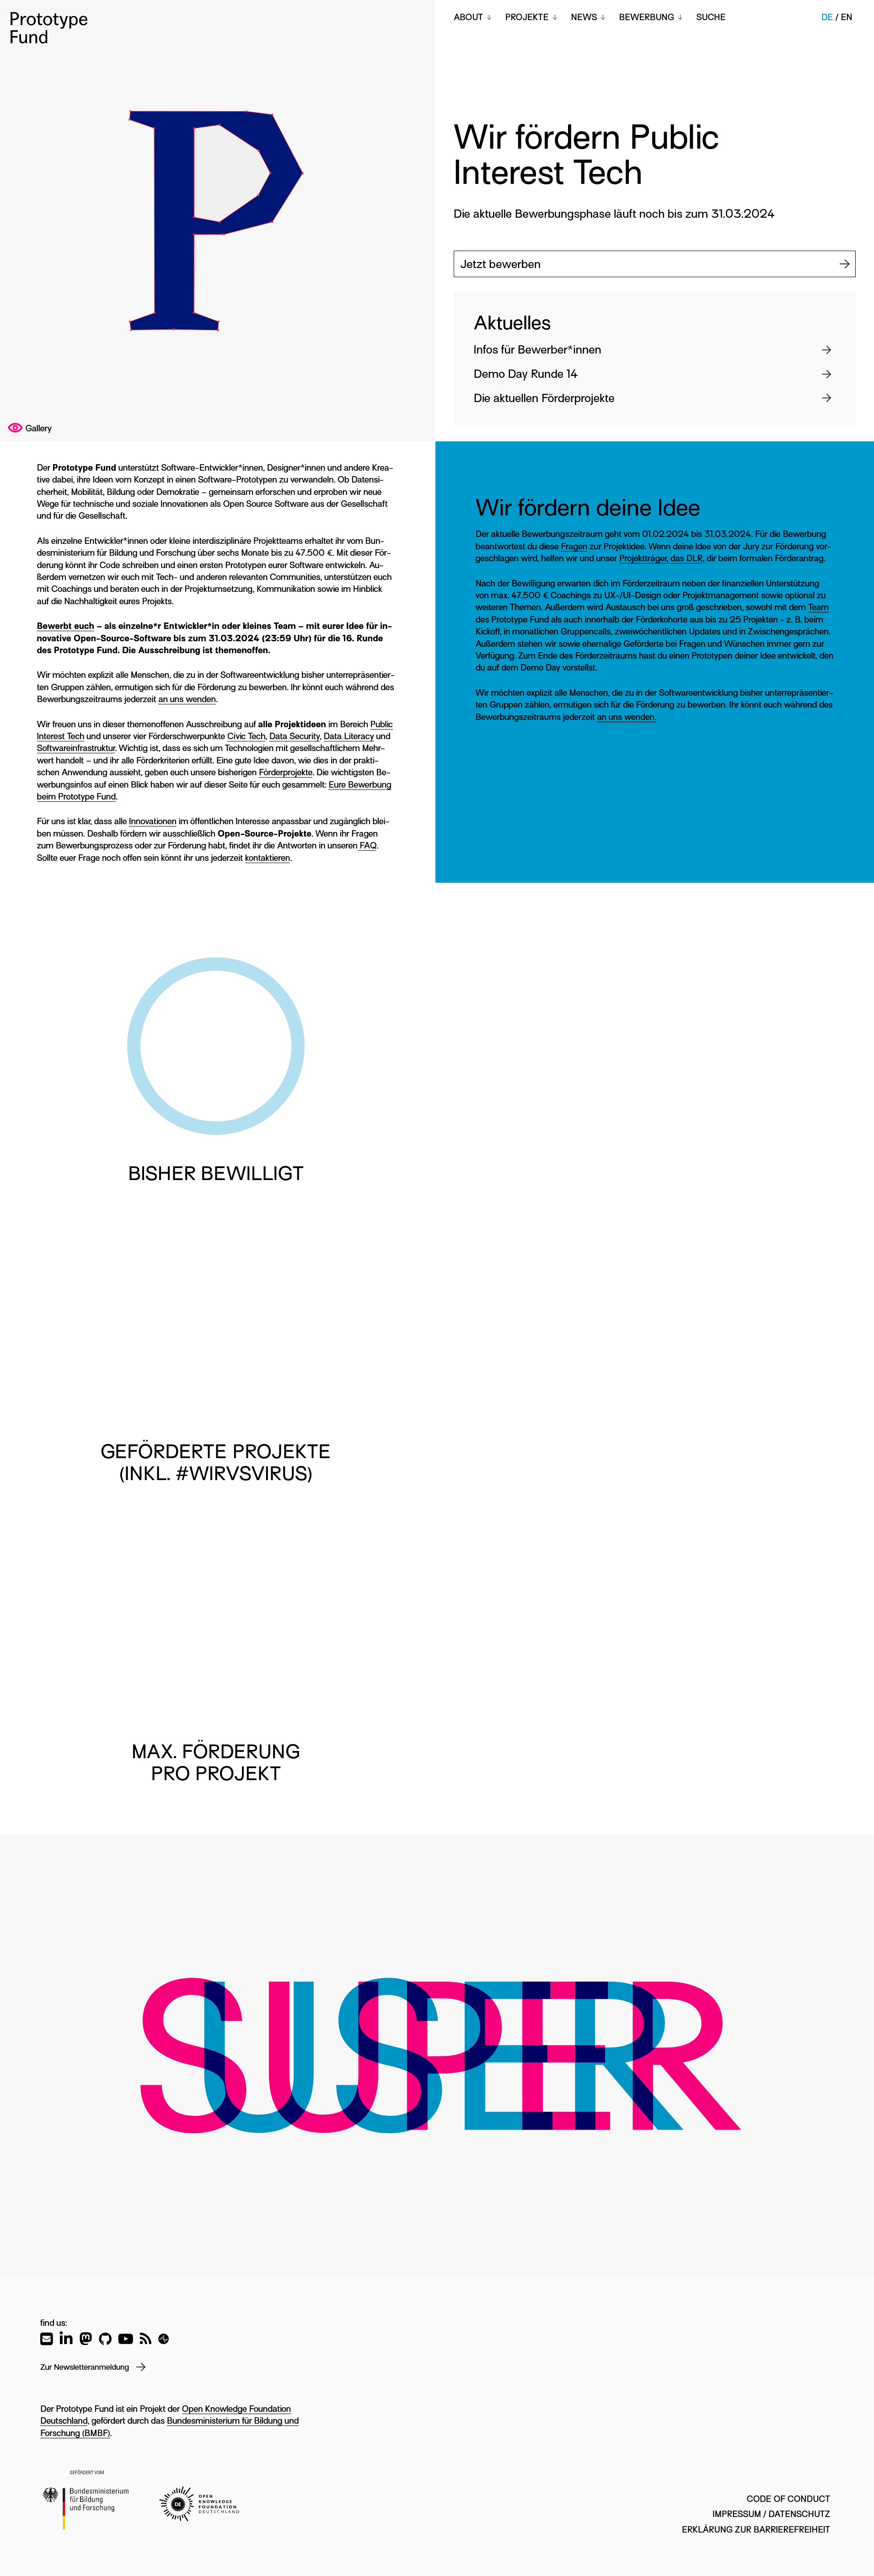 Prototype
Fund
ABOUT ↓ PROJEKTE ↓ NEWS ↓ BEWERBUNG ↓ SUCHE DE / EN
P
Wir fördern Public
Interest Tech
Die aktuelle Bewerbungsphase läuft noch bis zum 31.03.2024
Jetzt bewerben →
Aktuelles
Infos für Bewerber*innen →
Demo Day Runde 14 →
Die aktuellen Förderprojekte →
Gallery
Der Prototype Fund unterstützt Software-Entwickler*innen, Designer*innen und andere Krea-
tive dabei, ihre Ideen vom Konzept in einen Software-Prototypen zu verwandeln. Ob Datensi-
cherheit, Mobilität, Bildung oder Demokratie – gemeinsam erforschen und erproben wir neue
Wege für technische und soziale Innovationen als Open Source Software aus der Gesellschaft
und für die Gesellschaft.
Als einzelne Entwickler*innen oder kleine interdisziplinäre Projektteams erhaltet ihr vom Bun-
desministerium für Bildung und Forschung über sechs Monate bis zu 47.500 €. Mit dieser För-
derung könnt ihr Code schreiben und einen ersten Prototypen eurer Software entwickeln. Au-
ßerdem vernetzen wir euch mit Tech- und anderen relevanten Communities, unterstützen euch
mit Coachings und beraten euch in der Projektumsetzung, Kommunikation sowie im Hinblick
auf die Nachhaltigkeit eures Projekts.
Bewerbt euch – als einzelne*r Entwickler*in oder kleines Team – mit eurer Idee für in-
novative Open-Source-Software bis zum 31.03.2024 (23:59 Uhr) für die 16. Runde
des Prototype Fund. Die Ausschreibung ist themenoffen.
Wir möchten explizit alle Menschen, die zu in der Softwareentwicklung bisher unterrepräsentier-
ten Gruppen zählen, ermutigen sich für die Förderung zu bewerben. Ihr könnt euch während des
Bewerbungszeitraums jederzeit an uns wenden.
Wir freuen uns in dieser themenoffenen Ausschreibung auf alle Projektideen im Bereich Public
Interest Tech und unserer vier Förderschwerpunkte Civic Tech, Data Security, Data Literacy und
Softwareinfrastruktur. Wichtig ist, dass es sich um Technologien mit gesellschaftlichem Mehr-
wert handelt – und ihr alle Förderkriterien erfüllt. Eine gute Idee davon, wie dies in der prakti-
schen Anwendung aussieht, geben euch unsere bisherigen Förderprojekte. Die wichtigsten Be-
werbungsinfos auf einen Blick haben wir auf dieser Seite für euch gesammelt: Eure Bewerbung
beim Prototype Fund.
Für uns ist klar, dass alle Innovationen im öffentlichen Interesse anpassbar und zugänglich blei-
ben müssen. Deshalb fördern wir ausschließlich Open-Source-Projekte. Wenn ihr Fragen
zum Bewerbungsprozess oder zur Förderung habt, findet ihr die Antworten in unseren FAQ.
Sollte euer Frage noch offen sein könnt ihr uns jederzeit kontaktieren.
Wir fördern deine Idee
Der aktuelle Bewerbungszeitraum geht vom 01.02.2024 bis 31.03.2024. Für die Bewerbung
beantwortest du diese Fragen zur Projektidee. Wenn deine Idee von der Jury zur Förderung vor-
geschlagen wird, helfen wir und unser Projektträger, das DLR, dir beim formalen Förderantrag.
Nach der Bewilligung erwarten dich im Förderzeitraum neben der finanziellen Unterstützung
von max. 47.500 € Coachings zu UX-/UI-Design oder Projektmanagement sowie optional zu
weiteren Themen. Außerdem wird Austausch bei uns groß geschrieben, sowohl mit dem Team
des Prototype Fund als auch innerhalb der Förderkohorte aus bis zu 25 Projekten - z. B. beim
Kickoff, in monatlichen Gruppencalls, zweiwöchentlichen Updates und in Zwischengesprächen.
Außerdem stehen wir sowie ehemalige Geförderte bei Fragen und Wünschen immer gern zur
Verfügung. Zum Ende des Förderzeitraums hast du einen Prototypen deiner Idee entwickelt, den
du auf dem Demo Day vorstellst.
Wir möchten explizit alle Menschen, die zu in der Softwareentwicklung bisher unterrepräsentier-
ten Gruppen zählen, ermutigen sich für die Förderung zu bewerben. Ihr könnt euch während des
Bewerbungszeitraums jederzeit an uns wenden.
BISHER BEWILLIGT
GEFÖRDERTE PROJEKTE
(INKL. #WIRVSVIRUS)
MAX. FÖRDERUNG
PRO PROJEKT
SUPER
USER
find us:
Zur Newsletteranmeldung →
Der Prototype Fund ist ein Projekt der Open Knowledge Foundation
Deutschland, gefördert durch das Bundesministerium für Bildung und
Forschung (BMBF).
GEFÖRDERT VOM
Bundesministerium
für Bildung
und Forschung
DE
OPEN
KNOWLEDGE
FOUNDATION
DEUTSCHLAND
CODE OF CONDUCT
IMPRESSUM / DATENSCHUTZ
ERKLÄRUNG ZUR BARRIEREFREIHEIT